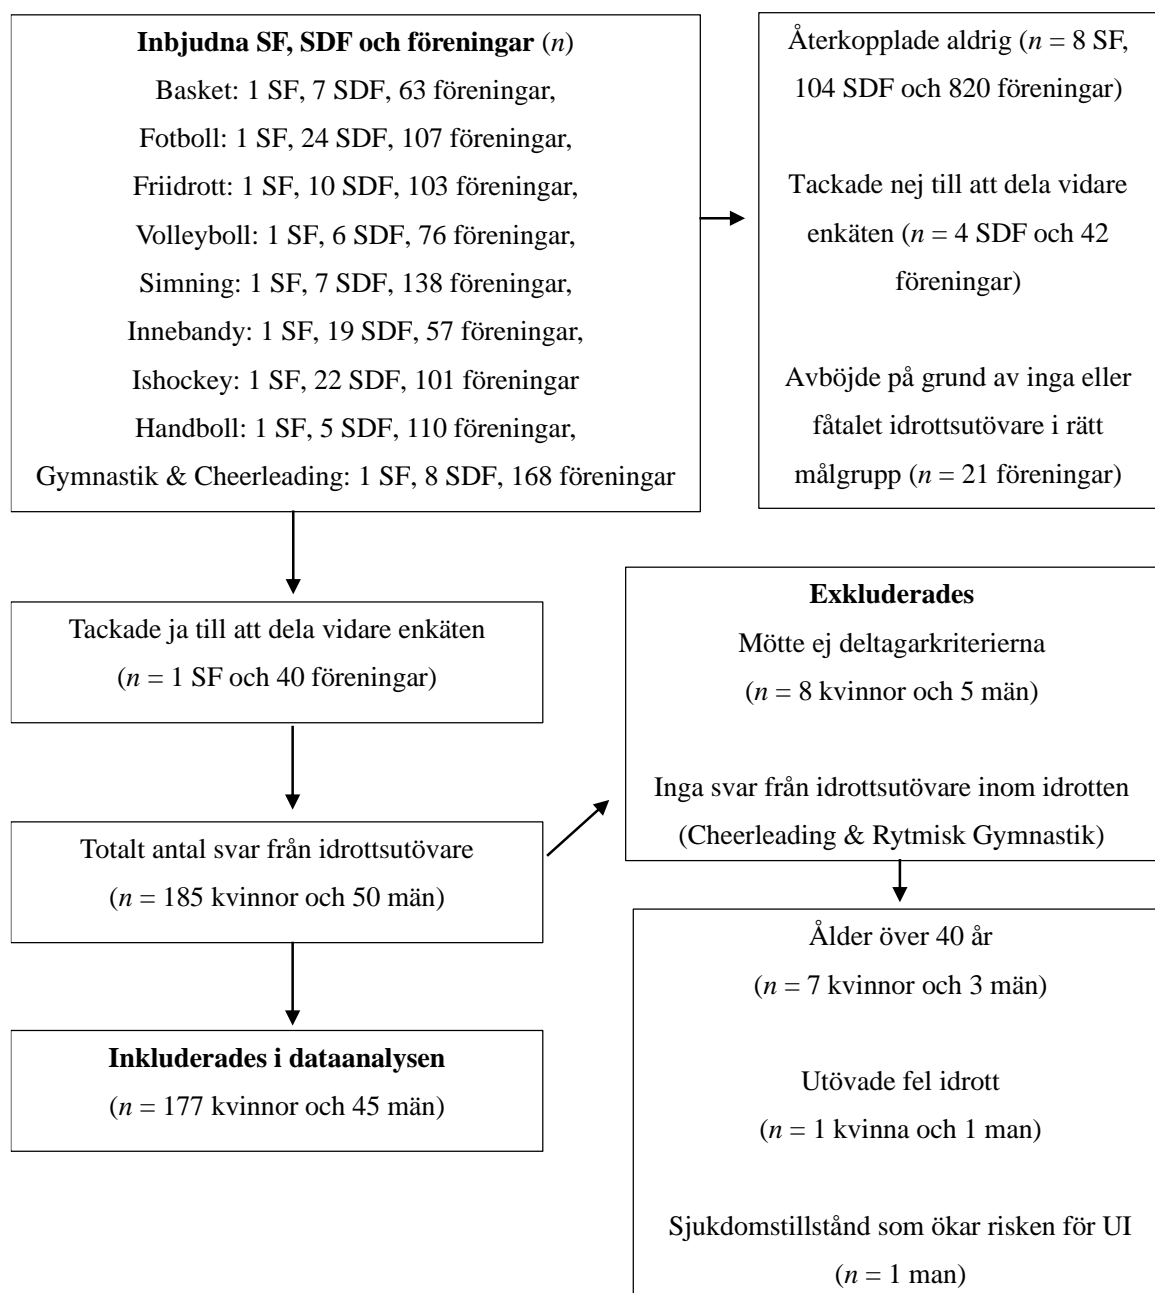 Inbjudna SF, SDF och föreningar (n)
Basket: 1 SF, 7 SDF, 63 föreningar,
Fotboll: 1 SF, 24 SDF, 107 föreningar,
Friidrott: 1 SF, 10 SDF, 103 föreningar,
Volleyboll: 1 SF, 6 SDF, 76 föreningar,
Simning: 1 SF, 7 SDF, 138 föreningar,
Innebandy: 1 SF, 19 SDF, 57 föreningar,
Ishockey: 1 SF, 22 SDF, 101 föreningar
Handboll: 1 SF, 5 SDF, 110 föreningar,
Gymnastik & Cheerleading: 1 SF, 8 SDF, 168 föreningar
Återkopplade aldrig (n = 8 SF,
104 SDF och 820 föreningar)
Tackade nej till att dela vidare
enkäten (n = 4 SDF och 42
föreningar)
Avböjde på grund av inga eller
fåtalet idrottsutövare i rätt
målgrupp (n = 21 föreningar)
Tackade ja till att dela vidare enkäten
(n = 1 SF och 40 föreningar)
Totalt antal svar från idrottsutövare
(n = 185 kvinnor och 50 män)
Exkluderades
Mötte ej deltagarkriterierna
(n = 8 kvinnor och 5 män)
Inga svar från idrottsutövare inom idrotten
(Cheerleading & Rytmisk Gymnastik)
Inkluderades i dataanalysen
(n = 177 kvinnor och 45 män)
Ålder över 40 år
(n = 7 kvinnor och 3 män)
Utövade fel idrott
(n = 1 kvinna och 1 man)
Sjukdomstillstånd som ökar risken för UI
(n = 1 man)